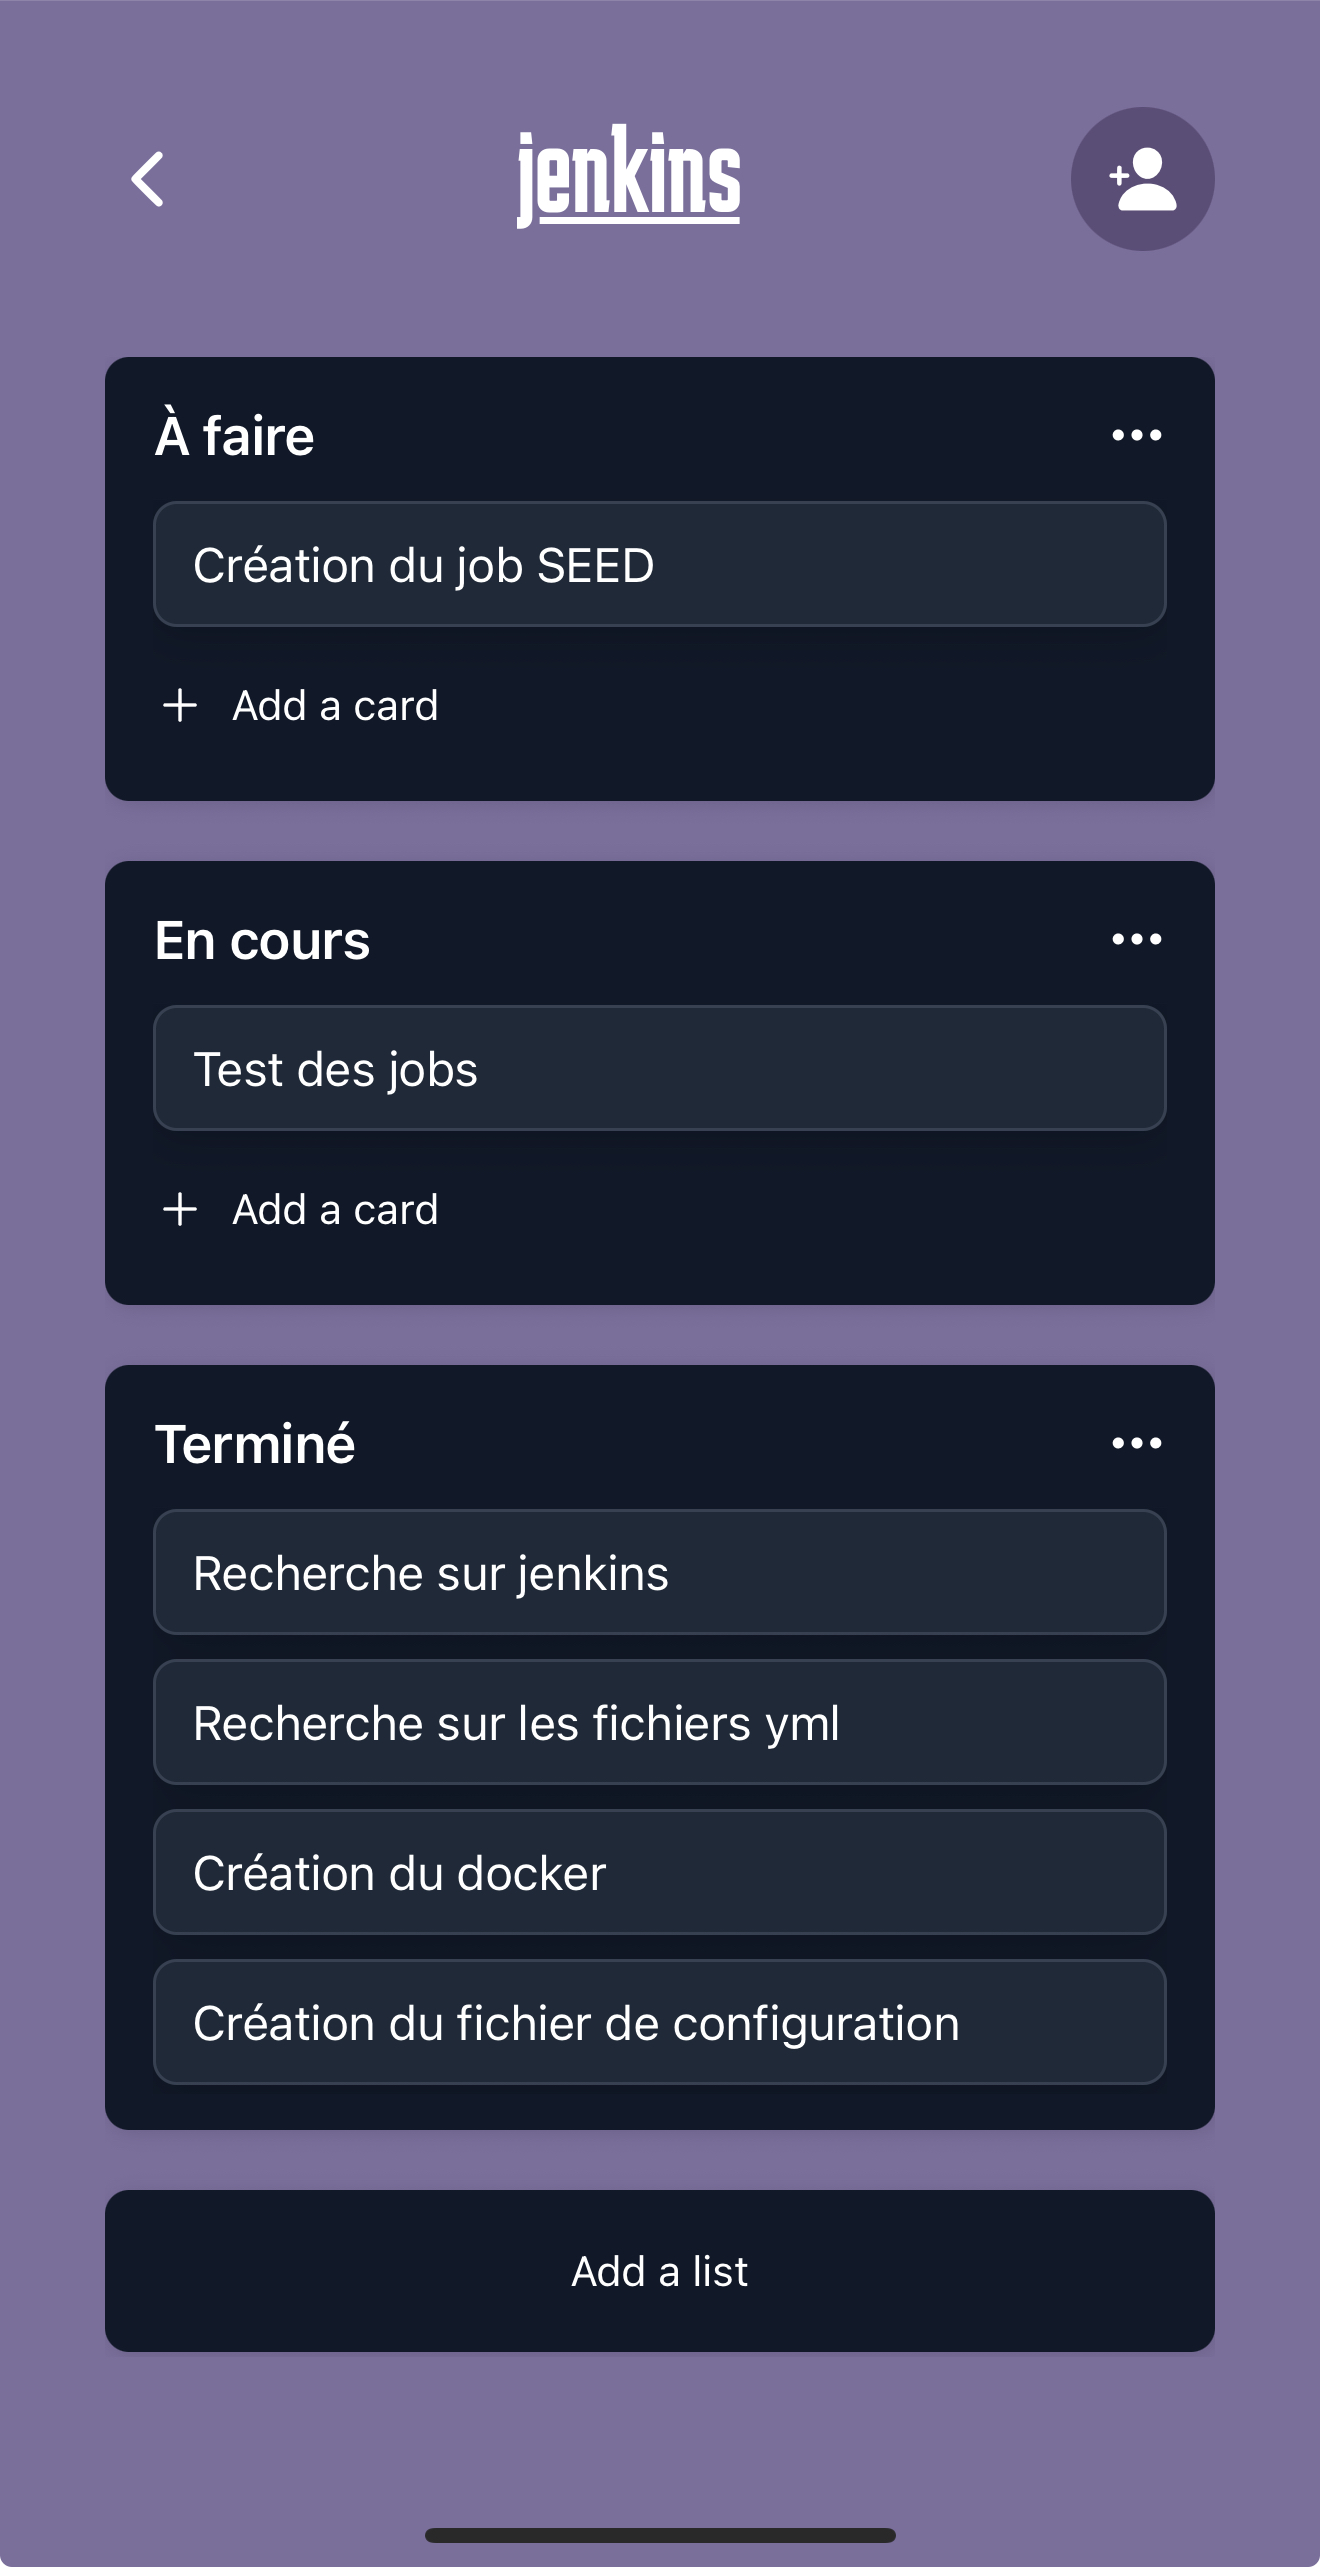 jenkins
À faire
Création du job SEED
Add a card
En cours
Test des jobs
Add a card
Terminé
Recherche sur jenkins
Recherche sur les fichiers yml
Création du docker
Création du fichier de configuration
Add a list